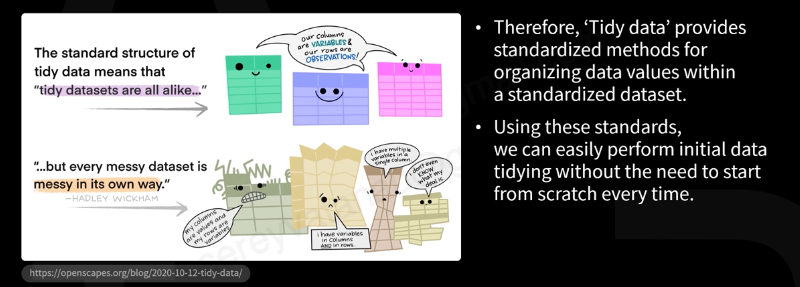 The standard structure of
tidy data means that
“tidy datasets are all alike...”
our columns
are VARIABLES &
our rows are
OBSERVATIONS!
“...but every messy dataset is
messy in its own way.”
—HADLEY WICKHAM
my columns
are values and
my rows are
variables
i have variables
in columns
AND in rows.
i have multiple
variables in a
single column.
i don't even
KNOW
what my
deal is.
https://openscapes.org/blog/2020-10-12-tidy-data/
• Therefore, ‘Tidy data’ provides
standardized methods for
organizing data values within
a standardized dataset.
• Using these standards,
we can easily perform initial data
tidying without the need to start
from scratch every time.